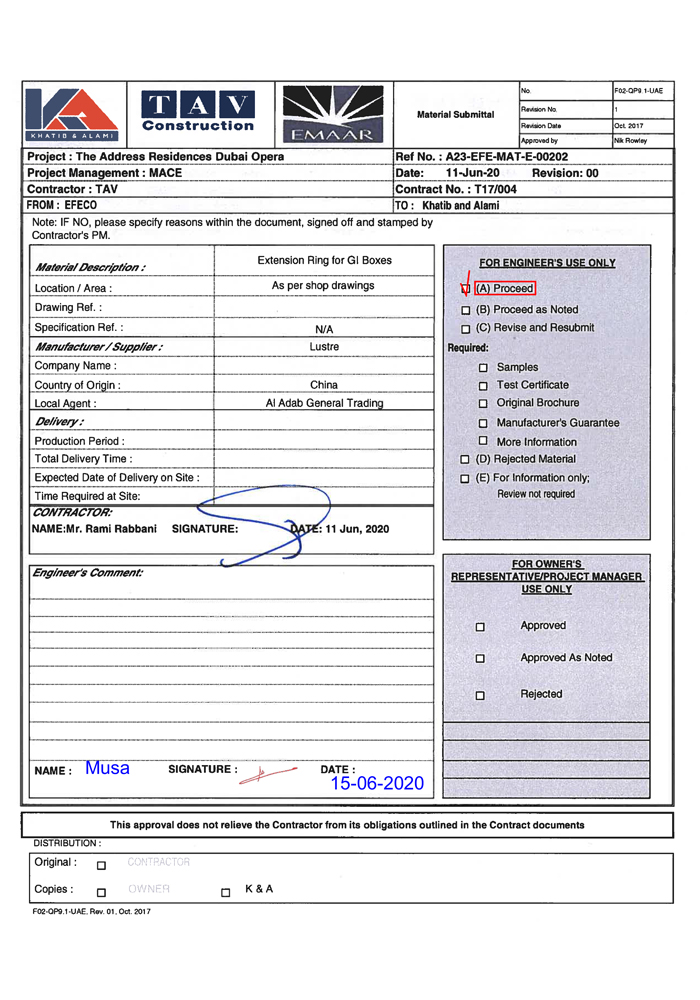 KHATIB & ALAMI
TAV
Construction
EMAAR
Material Submittal
No. F02-QP9.1-UAE
Revision No. 1
Revision Date Oct. 2017
Approved by Nik Rowley
Project : The Address Residences Dubai Opera
Ref No. : A23-EFE-MAT-E-00202
Project Management : MACE
Date: 11-Jun-20 Revision: 00
Contractor : TAV
Contract No. : T17/004
FROM : EFECO
TO : Khatib and Alami
Note: IF NO, please specify reasons within the document, signed off and stamped by
Contractor's PM.
Material Description : Extension Ring for GI Boxes
Location / Area : As per shop drawings
Drawing Ref. :
Specification Ref. : N/A
Manufacturer / Supplier : Lustre
Company Name :
Country of Origin : China
Local Agent : Al Adab General Trading
Delivery :
Production Period :
Total Delivery Time :
Expected Date of Delivery on Site :
Time Required at Site:
CONTRACTOR:
NAME:Mr. Rami Rabbani SIGNATURE: DATE: 11 Jun, 2020
FOR ENGINEER'S USE ONLY
(A) Proceed
(B) Proceed as Noted
(C) Revise and Resubmit
Required:
Samples
Test Certificate
Original Brochure
Manufacturer's Guarantee
More Information
(D) Rejected Material
(E) For Information only;
Review not required
Engineer's Comment:
NAME : Musa SIGNATURE : DATE :
15-06-2020
FOR OWNER'S
REPRESENTATIVE/PROJECT MANAGER
USE ONLY
Approved
Approved As Noted
Rejected
This approval does not relieve the Contractor from its obligations outlined in the Contract documents
DISTRIBUTION :
Original : CONTRACTOR
Copies : OWNER K & A
F02-QP9.1-UAE, Rev. 01, Oct. 2017